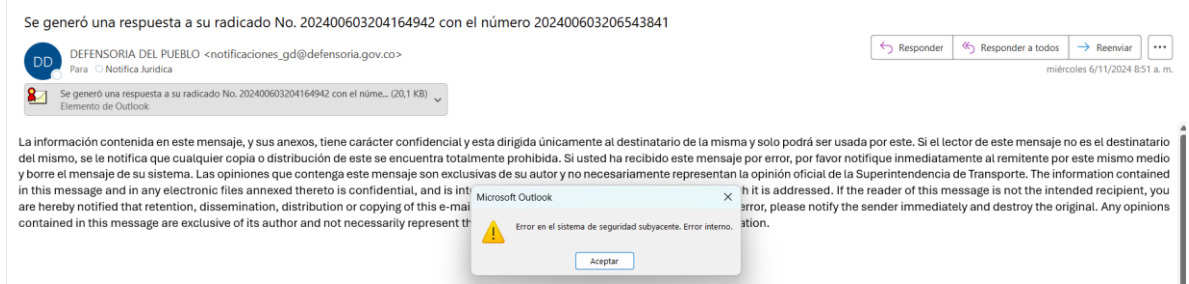 Se generó una respuesta a su radicado No. 202400603204164942 con el número 202400603206543841
DD
DEFENSORIA DEL PUEBLO <notificaciones_gd@defensoria.gov.co>
Para Notifica Juridica
Responder
Responder a todos
Reenviar
miércoles 6/11/2024 8:51 a. m.
Se generó una respuesta a su radicado No. 202400603204164942 con el núme... (20,1 KB)
Elemento de Outlook
La información contenida en este mensaje, y sus anexos, tiene carácter confidencial y esta dirigida únicamente al destinatario de la misma y solo podrá ser usada por este. Si el lector de este mensaje no es el destinatario
del mismo, se le notifica que cualquier copia o distribución de este se encuentra totalmente prohibida. Si usted ha recibido este mensaje por error, por favor notifique inmediatamente al remitente por este mismo medio
y borre el mensaje de su sistema. Las opiniones que contenga este mensaje son exclusivas de su autor y no necesariamente representan la opinión oficial de la Superintendencia de Transporte. The information contained
in this message and in any electronic files annexed thereto is confidential, and is h it is addressed. If the reader of this message is not the intended recipient, you
are hereby notified that retention, dissemination, distribution or copying of this error, please notify the sender immediately and destroy the original. Any opinions
contained in this message are exclusive of its author and not necessarily represent
Microsoft Outlook
Error en el sistema de seguridad subyacente. Error interno.
Aceptar